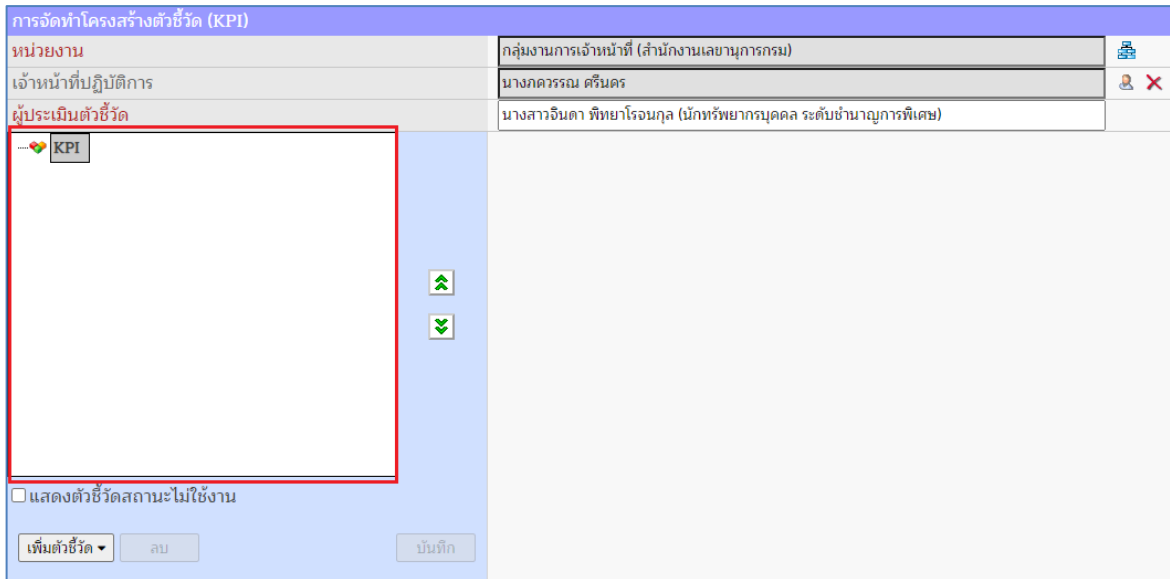 การจัดทำโครงสร้างตัวชี้วัด (KPI)
หน่วยงาน กลุ่มงานการเจ้าหน้าที่ (สำนักงานเลขานุการกรม)
เจ้าหน้าที่ปฏิบัติการ นางภควรรณ ศรีนคร
ผู้ประเมินตัวชี้วัด นางสาวจินดา พิทยาโรจนกุล (นักทรัพยากรบุคคล ระดับชำนาญการพิเศษ)
KPI
แสดงตัวชี้วัดสถานะไม่ใช้งาน
เพิ่มตัวชี้วัด ลบ บันทึก